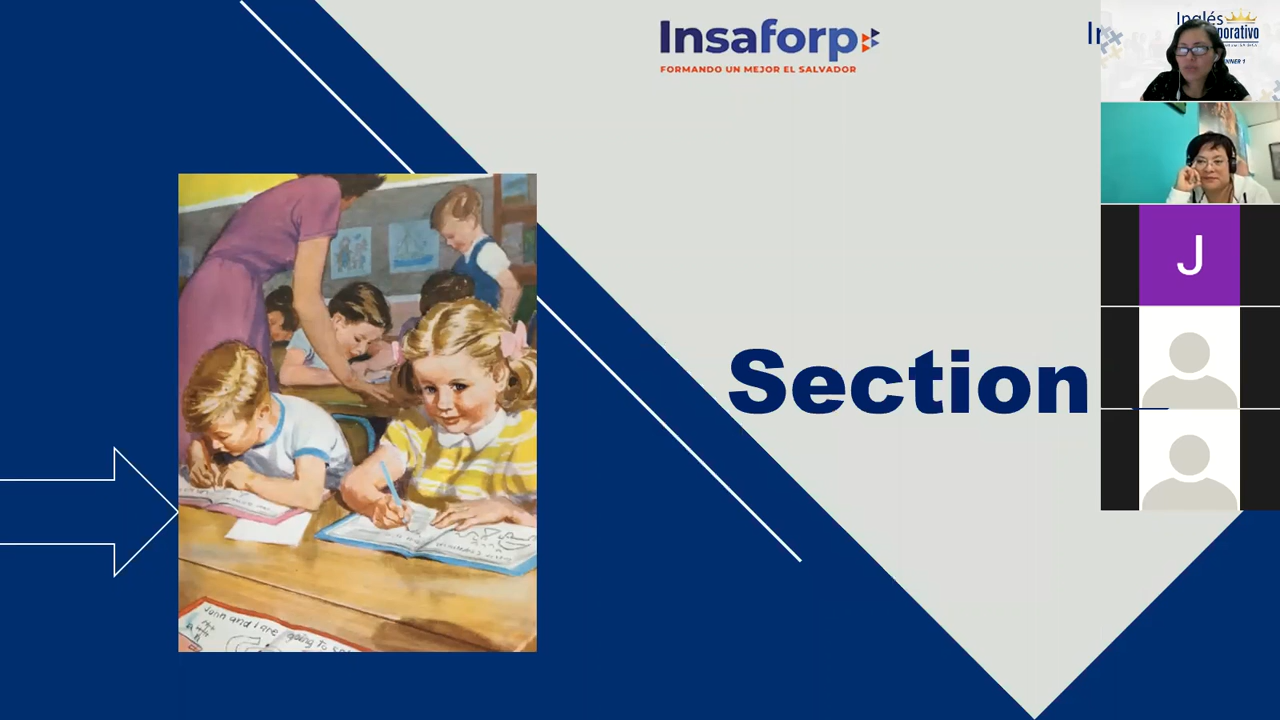 Insaforp
FORMANDO UN MEJOR EL SALVADOR
Inglés
Section
J
John and I are going to